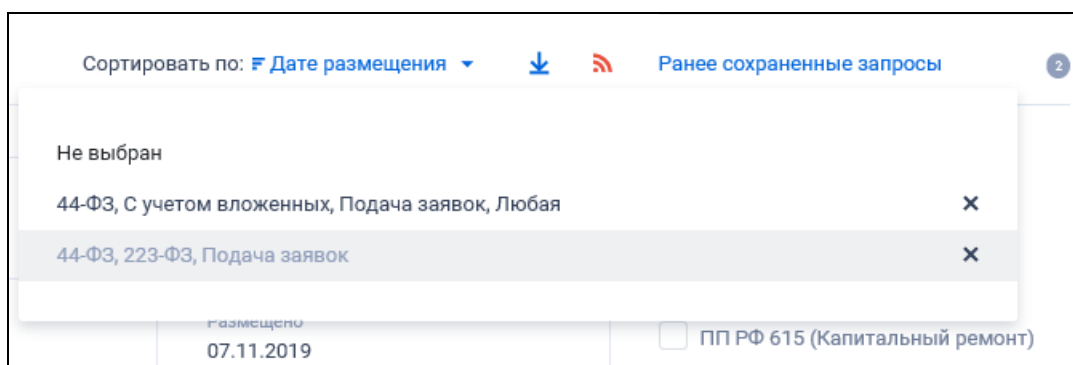 Сортировать по: Дате размещения
Ранее сохраненные запросы
2
Не выбран
44-ФЗ, С учетом вложенных, Подача заявок, Любая
44-ФЗ, 223-ФЗ, Подача заявок
Размещено
07.11.2019
ПП РФ 615 (Капитальный ремонт)